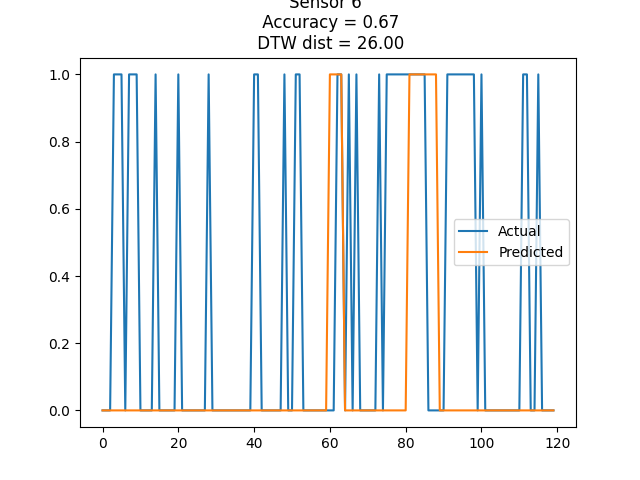 Sensor 6
Accuracy = 0.67
DTW dist = 26.00
1.0
0.8
0.6
0.4
0.2
0.0
Actual
Predicted
0 20 40 60 80 100 120